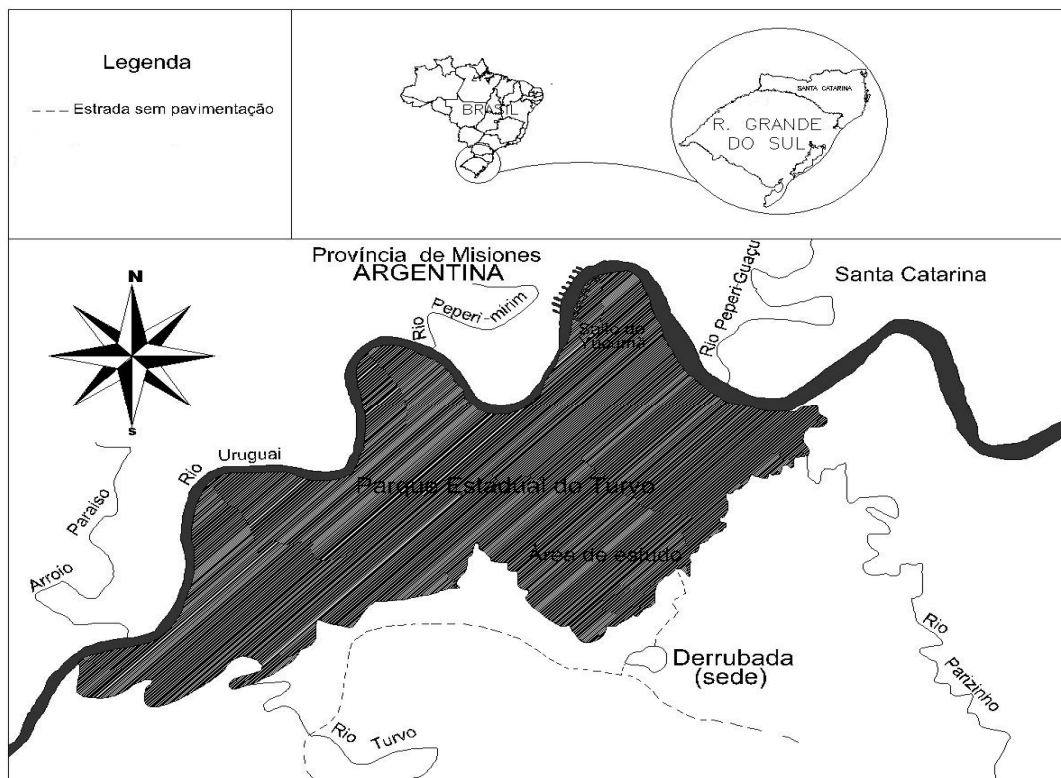 Legenda
Estrada sem pavimentação
BRASIL
SANTA CATARINA
R. GRANDE
DO SUL
Província de Misiones
ARGENTINA
Santa Catarina
N
s
Rio Peperi-mirim
Rio Peperi-Guaçu
Salto do
Yucumã
Rio Uruguai
Arroio Paraiso
Parque Estadual do Turvo
Área de estudo
Derrubada
(sede)
Rio Parizinho
Rio Turvo